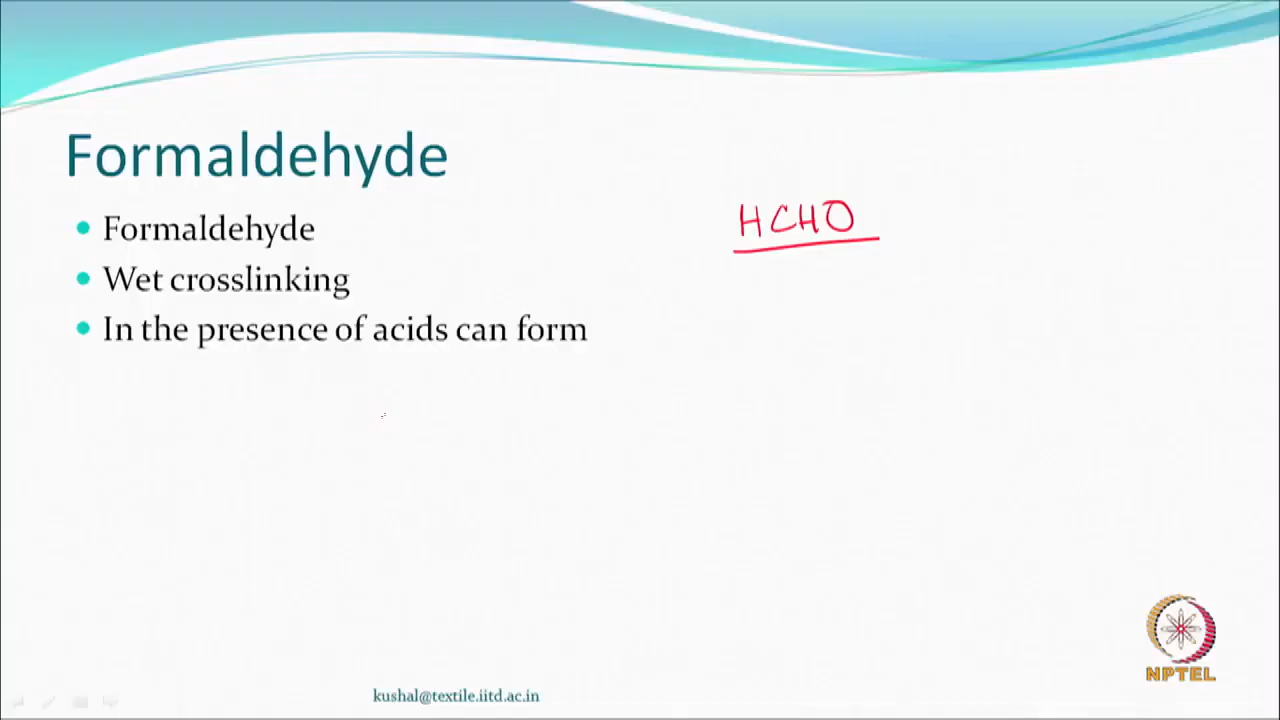 Formaldehyde
HCHO
Formaldehyde
Wet crosslinking
In the presence of acids can form
NPTEL
kushal@textile.iitd.ac.in